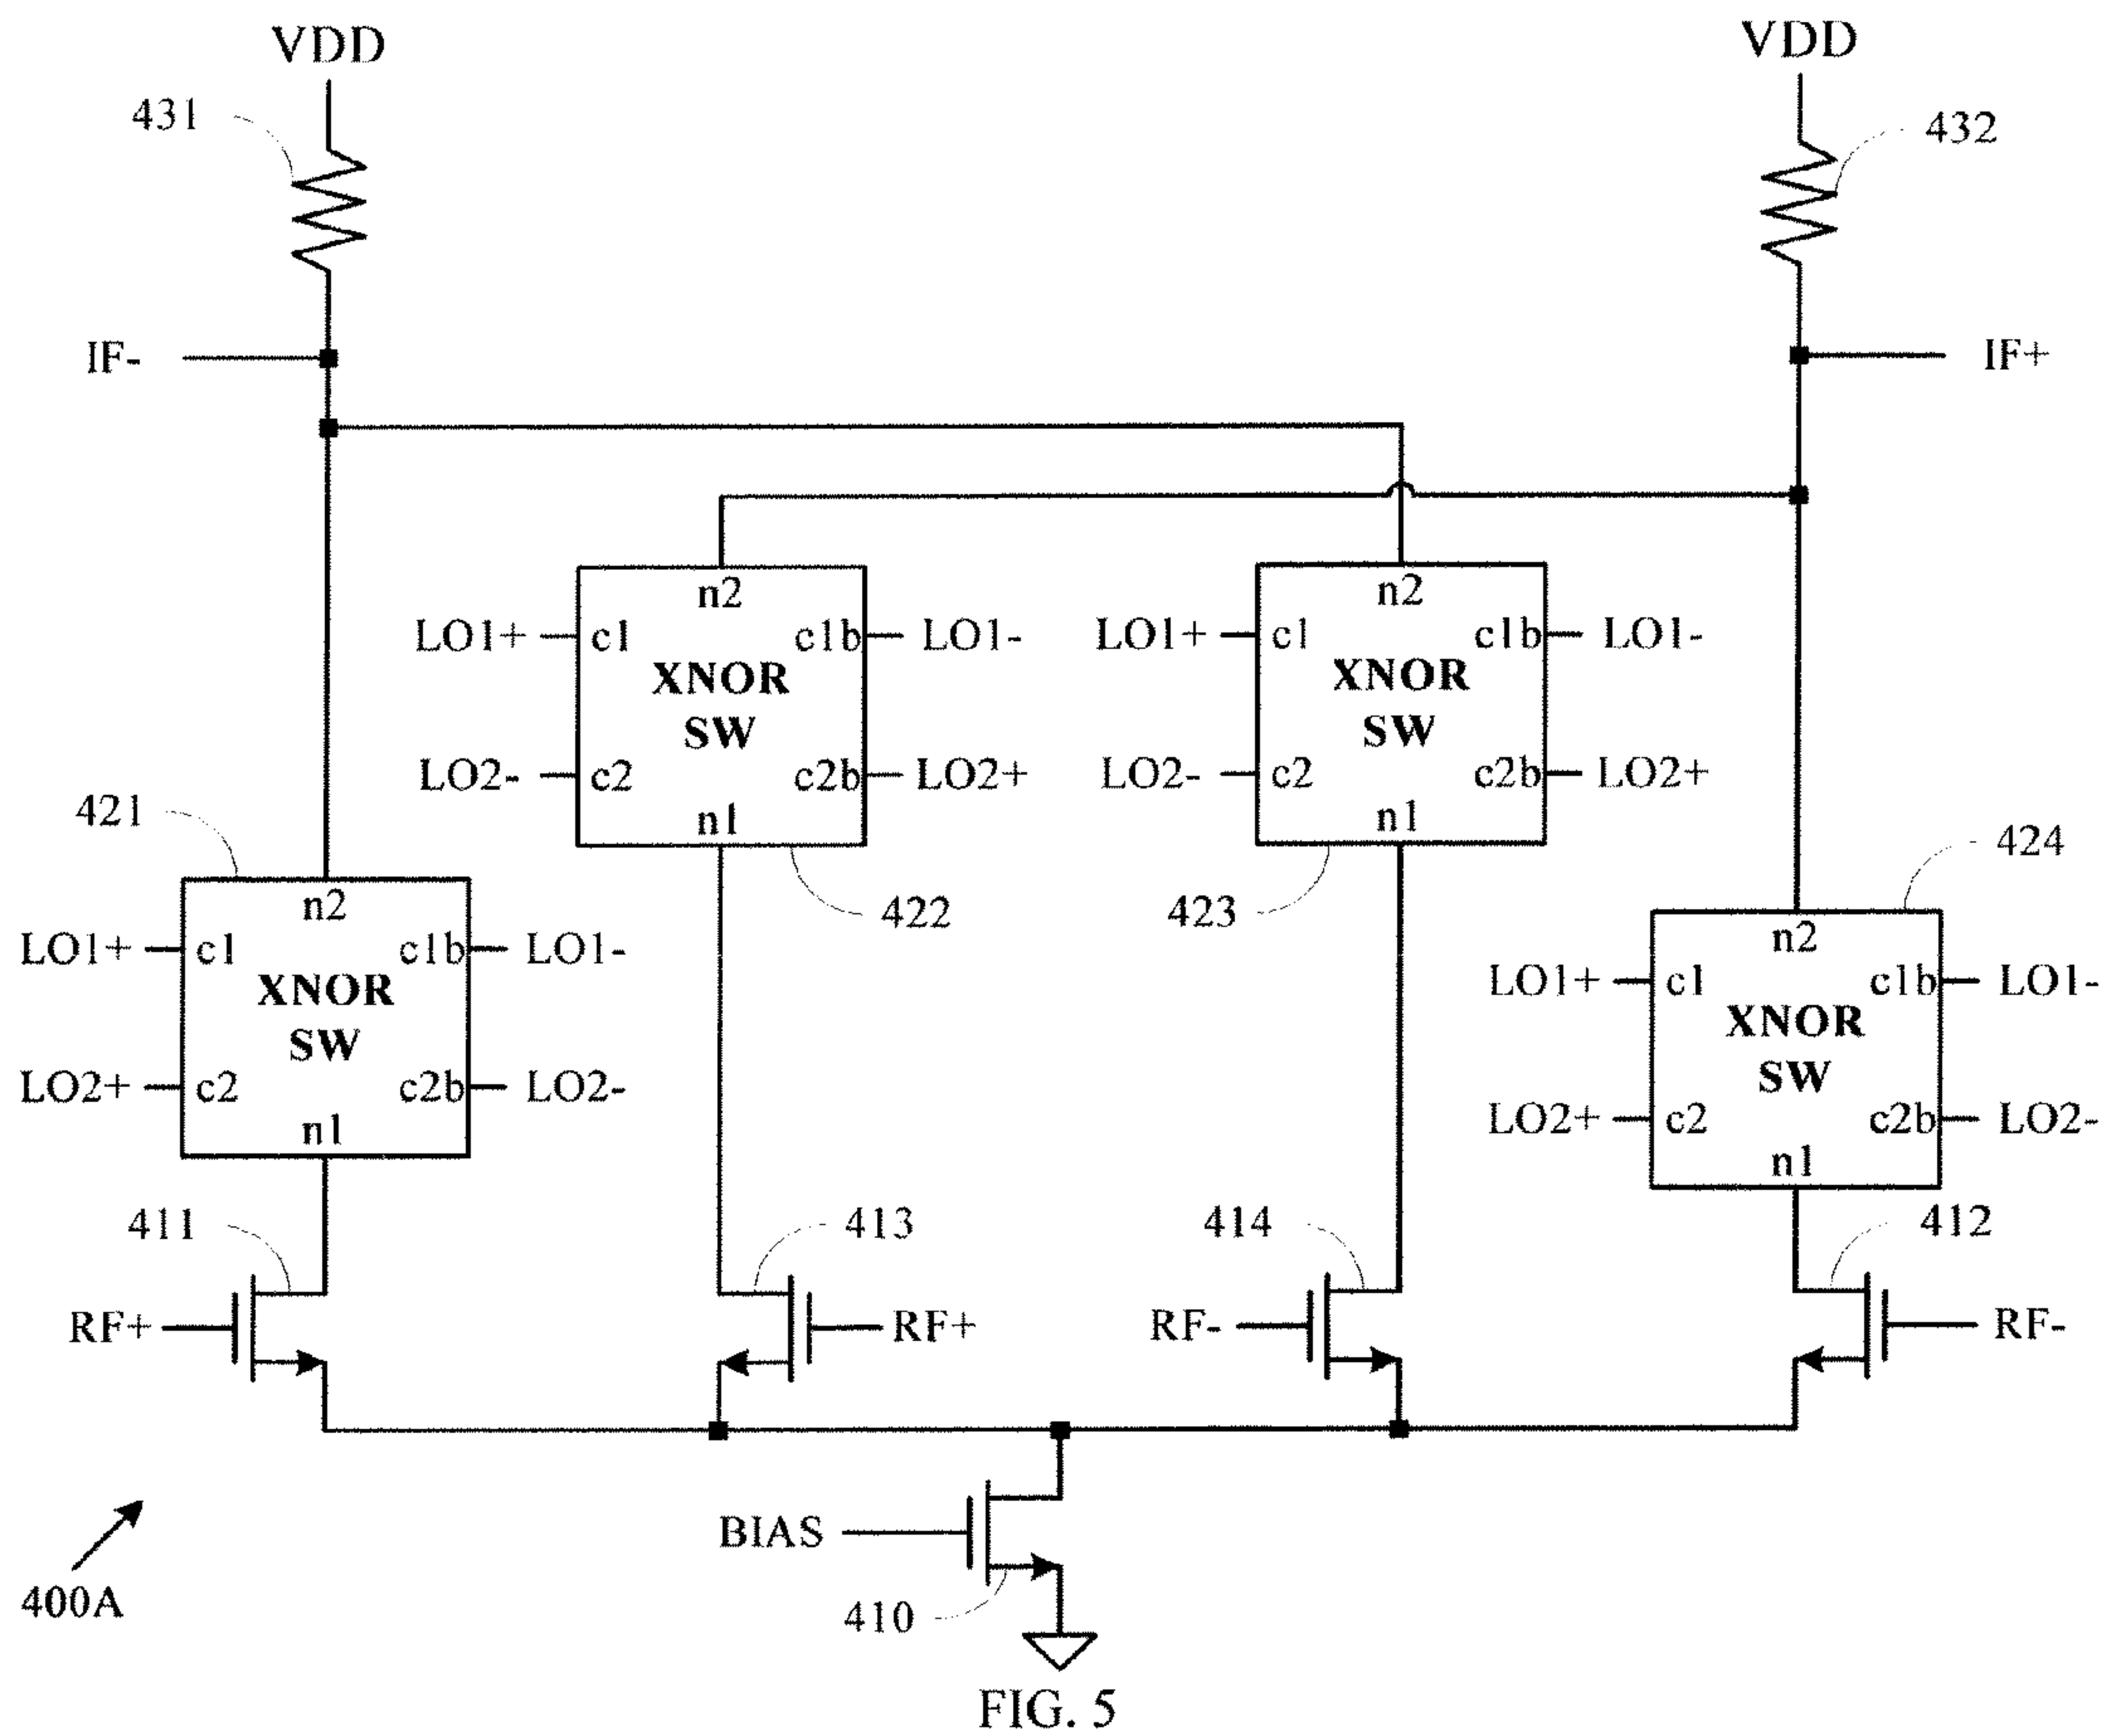 VDD VDD
431 432
IF- IF+
n2 n2
LO1+ c1 c1b LO1- LO1+ c1 c1b LO1-
XNOR XNOR
SW SW
LO2- c2 c2b LO2+ LO2- c2 c2b LO2+
n1 n1
421 424
422 423
n2 n2
LO1+ c1 c1b LO1- LO1+ c1 c1b LO1-
XNOR XNOR
SW SW
LO2+ c2 c2b LO2- LO2+ c2 c2b LO2-
n1 n1
411 413 414 412
RF+ RF+ RF- RF-
BIAS
400A
410
FIG. 5